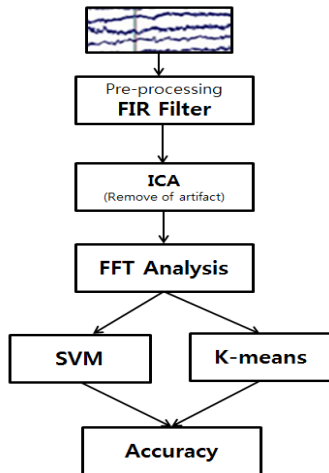 Pre-processing
FIR Filter
ICA
(Remove of artifact)
FFT Analysis
SVM
K-means
Accuracy